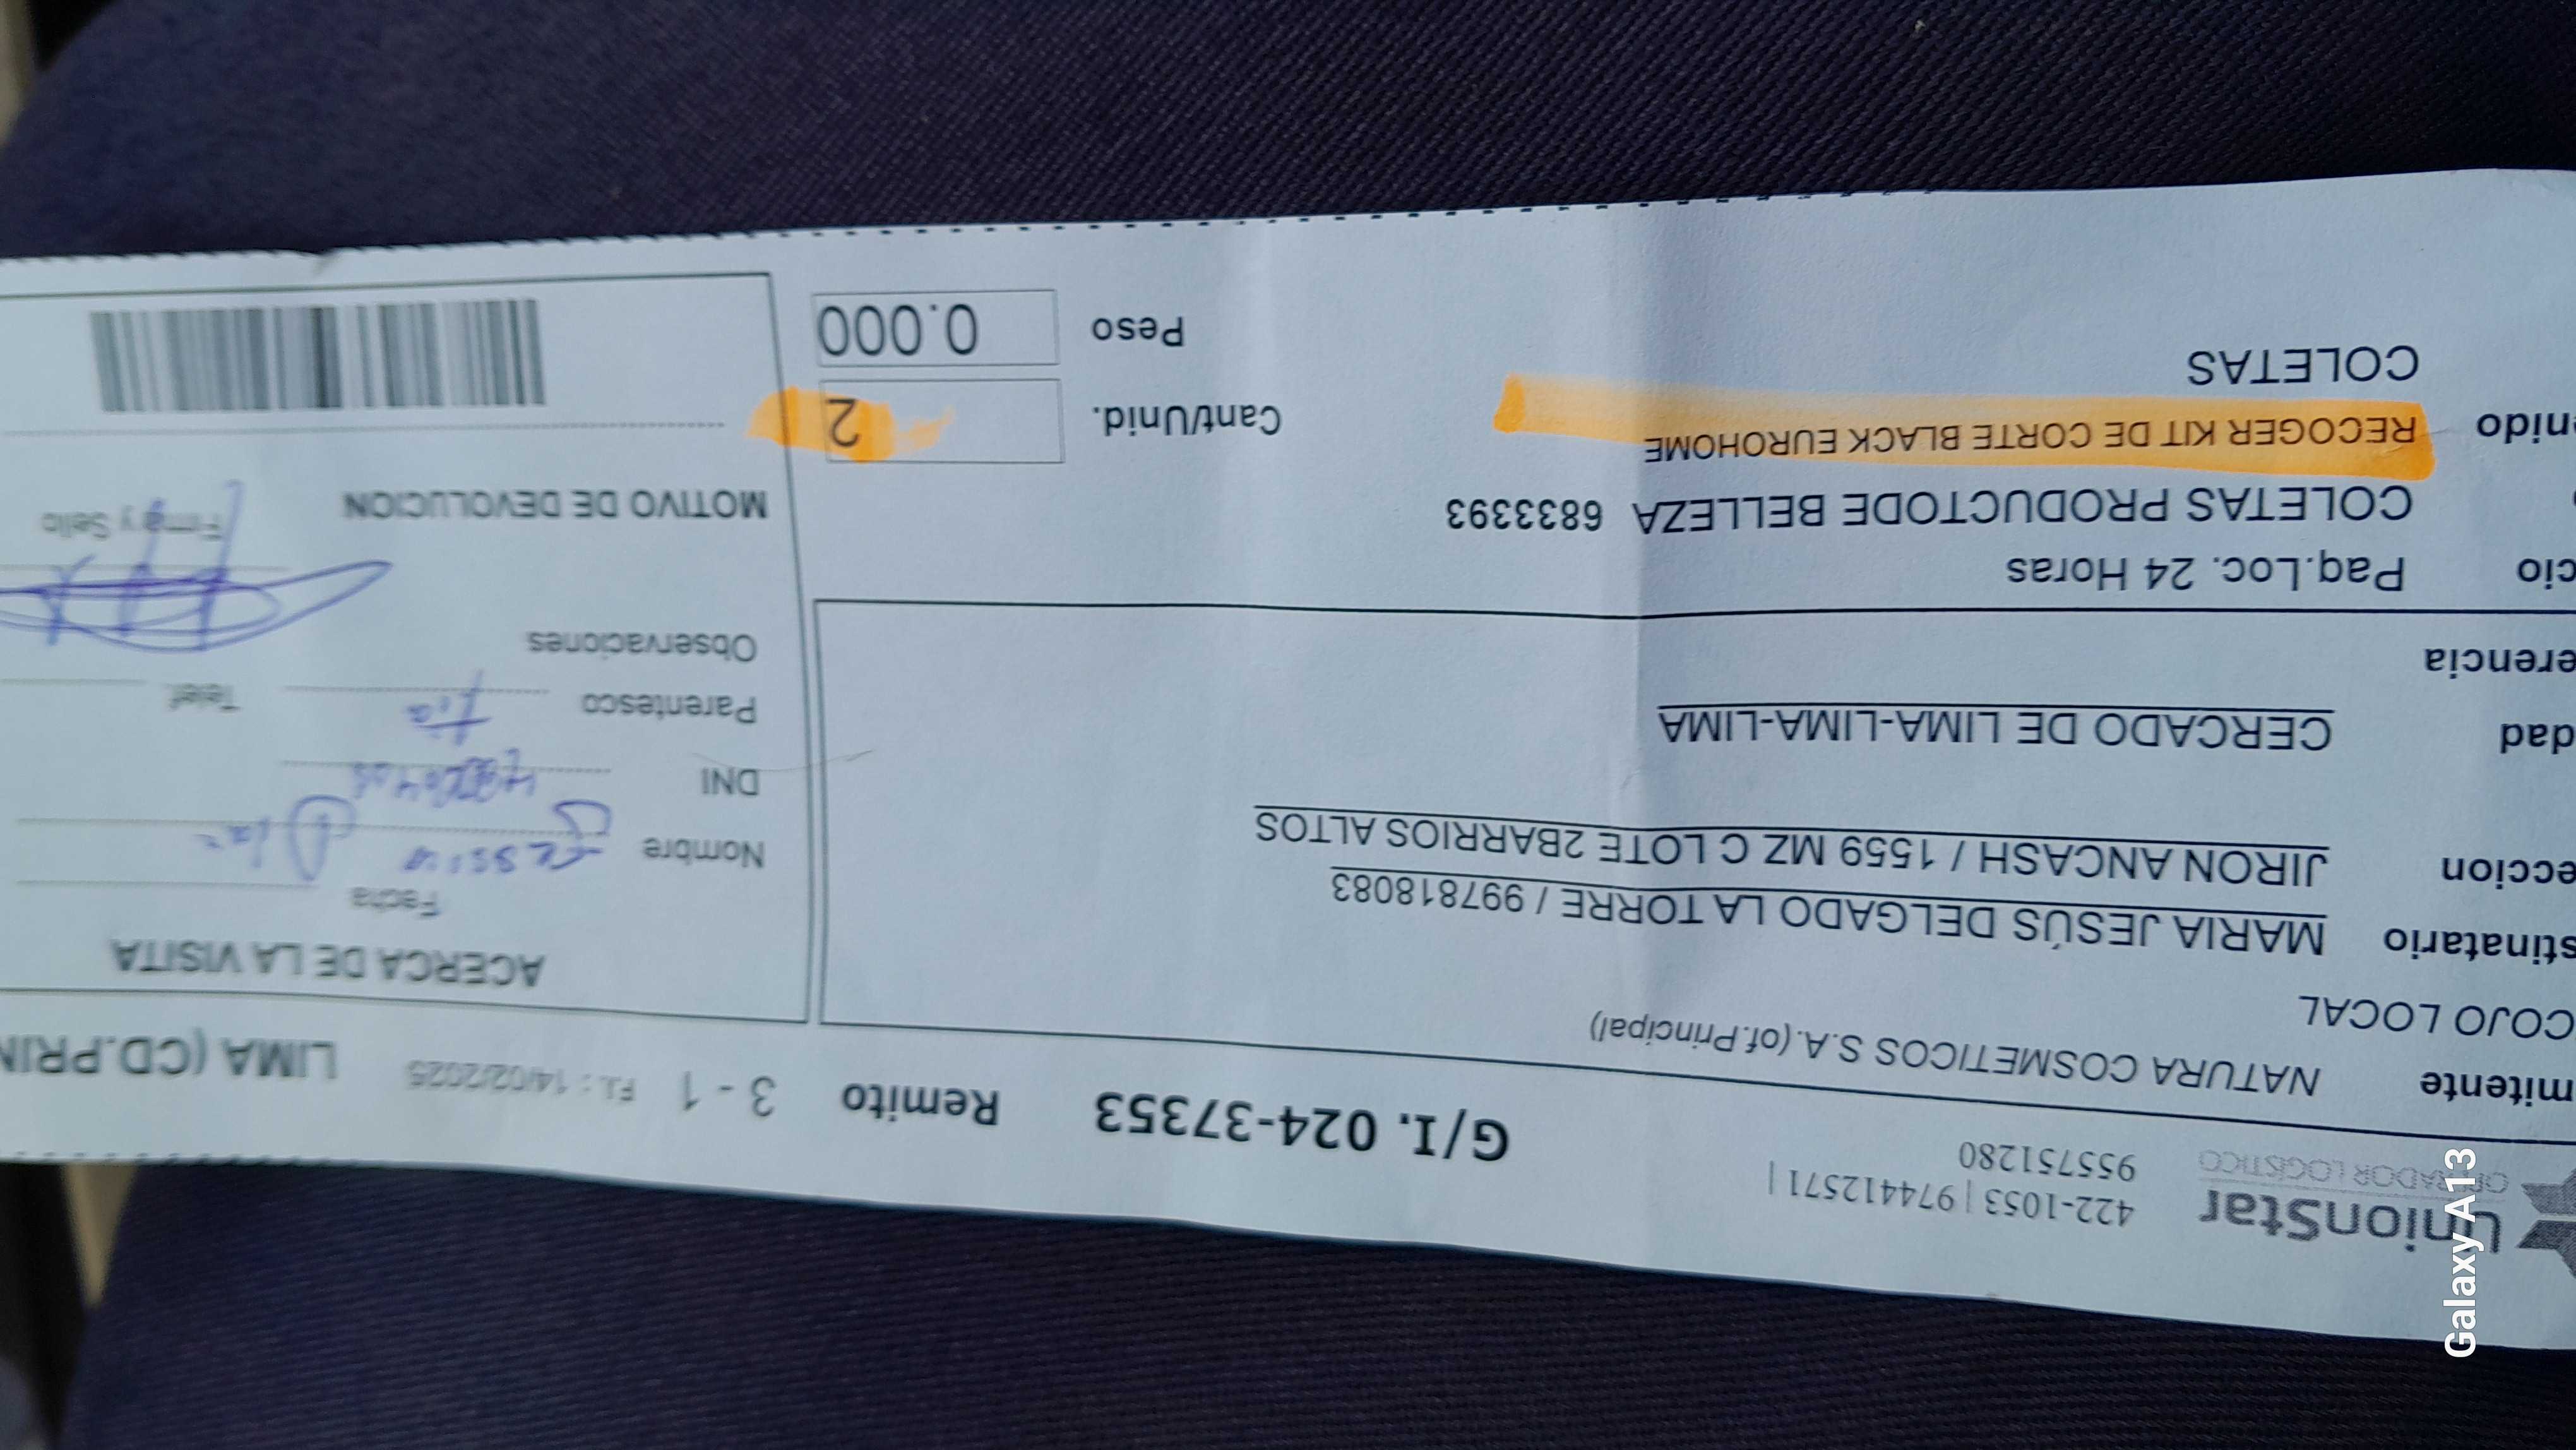 UnionStar
OPERADOR LOGISTICO
422-1053 | 974412571 |
955751280
G/I. 024-37353
Remito 3 - 1 F.I.: 14/02/2025 LIMA (CD.PRIN
mitente NATURA COSMETICOS S.A. (of.Principal)
COJO LOCAL
stinatario MARIA JESÚS DELGADO LA TORRE / 997818083
eccion JIRON ANCASH / 1559 MZ C LOTE 2BARRIOS ALTOS
dad CERCADO DE LIMA-LIMA-LIMA
erencia
cio Paq.Loc. 24 Horas
COLETAS PRODUCTODE BELLEZA 6833393
nido RECOGER KIT DE CORTE BLACK EUROHOME
COLETAS
Cant/Unid. 2
Peso 0.000
ACERCA DE LA VISITA
Fecha
Nombre
DNI
Parentesco tia Telef.
Observaciones
Firma y Sello
MOTIVO DE DEVOLUCION
Galaxy A13